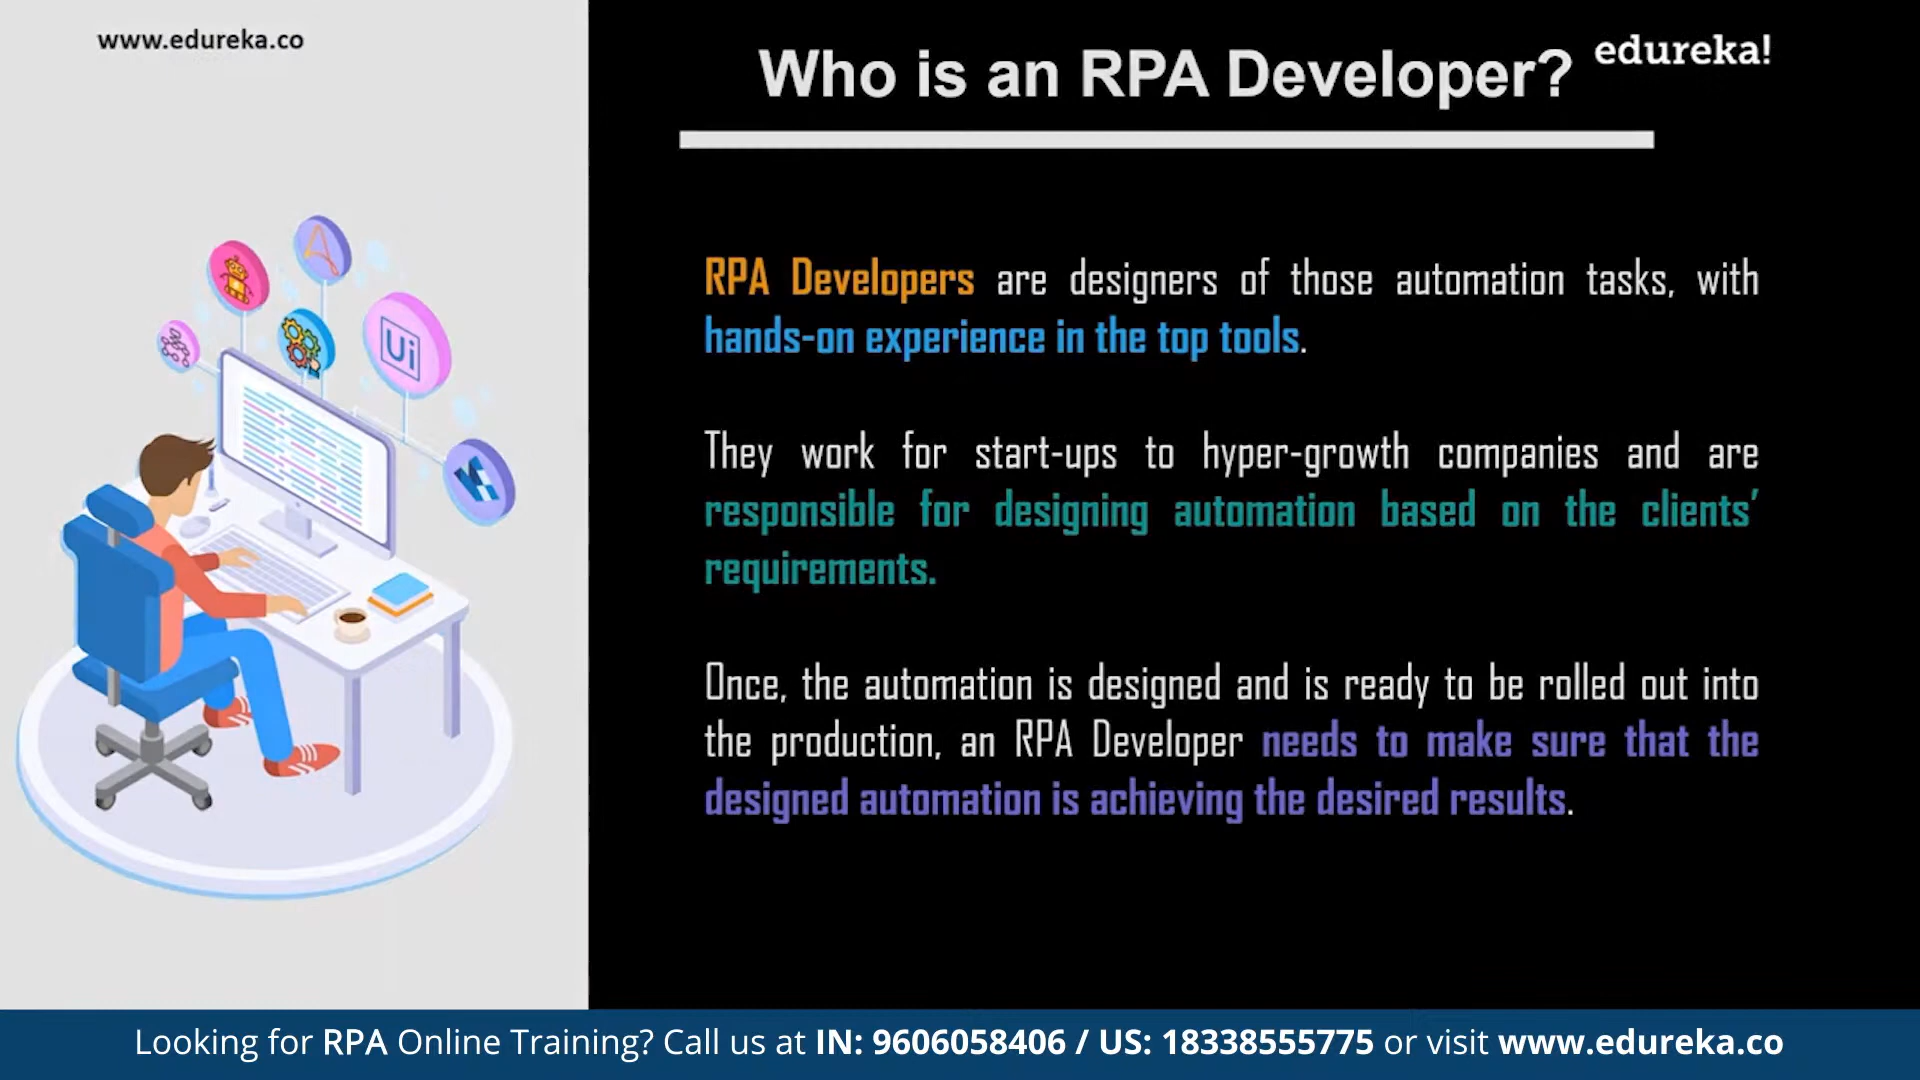 www.edureka.co
Who is an RPA Developer?
edureka!
RPA Developers are designers of those automation tasks, with
hands-on experience in the top tools.
They work for start-ups to hyper-growth companies and are
responsible for designing automation based on the clients’
requirements.
Once, the automation is designed and is ready to be rolled out into
the production, an RPA Developer needs to make sure that the
designed automation is achieving the desired results.
Ui
Looking for RPA Online Training? Call us at IN: 9606058406 / US: 18338555775 or visit www.edureka.co